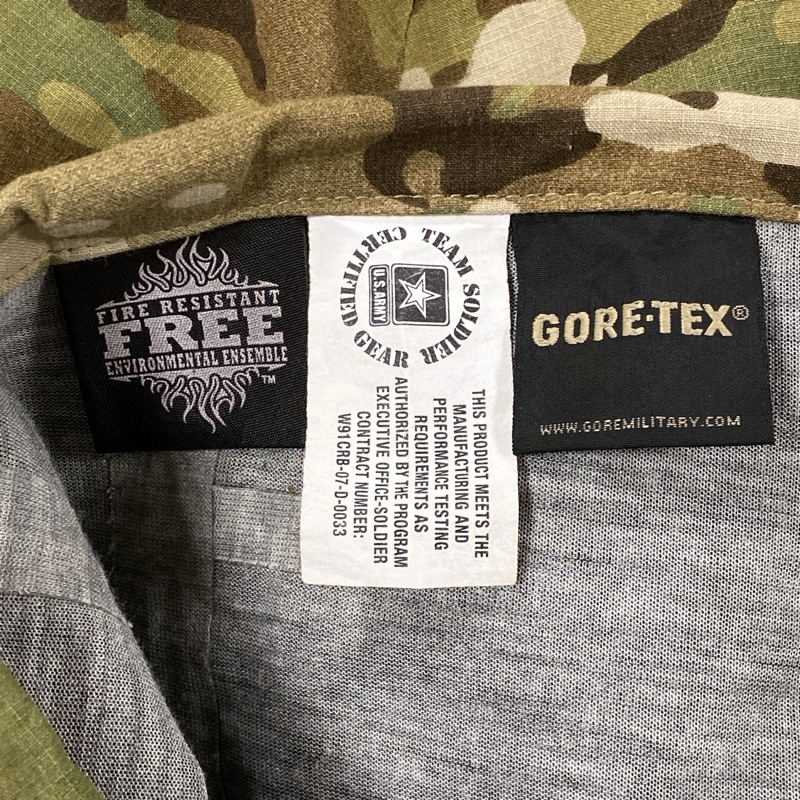 FIRE RESISTANT
FREE
ENVIRONMENTAL ENSEMBLE
™
TEAM SOLDIER
CERTIFIED GEAR
U.S.ARMY
THIS PRODUCT MEETS THE
MANUFACTURING AND
PERFORMANCE TESTING
REQUIREMENTS AS
AUTHORIZED BY THE PROGRAM
EXECUTIVE OFFICE-SOLDIER
CONTRACT NUMBER:
W91CRB-07-D-0033
GORE-TEX®
WWW.GOREMILITARY.COM